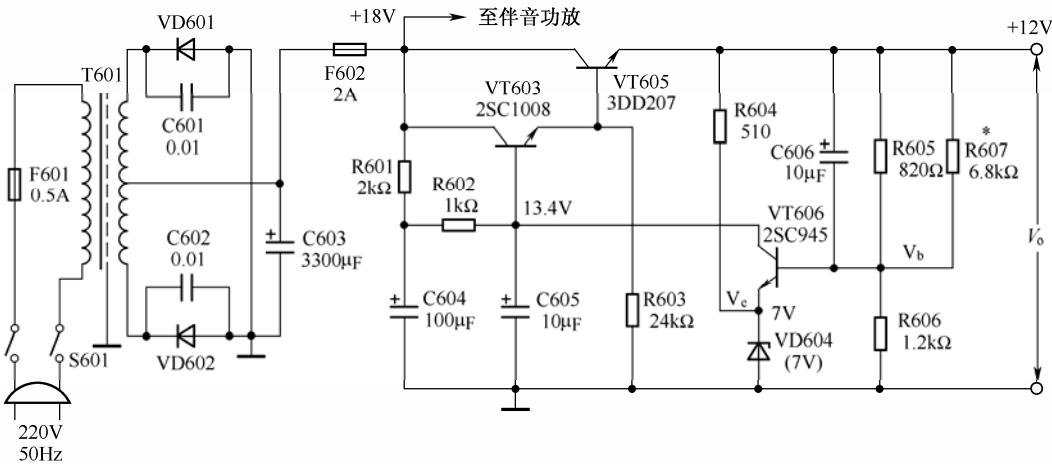 +18V
至伴音功放
+12V
VD601
T601
C601
0.01
F602
2A
VT603
2SC1008
VT605
3DD207
R604
510
C606
10μF
R605
820Ω
*
R607
6.8kΩ
F601
0.5A
R601
2kΩ
R602
1kΩ
13.4V
VT606
2SC945
C602
0.01
C603
3300μF
Vb
Vo
C604
100μF
C605
10μF
R603
24kΩ
Ve
7V
VD604
(7V)
R606
1.2kΩ
S601
VD602
220V
50Hz